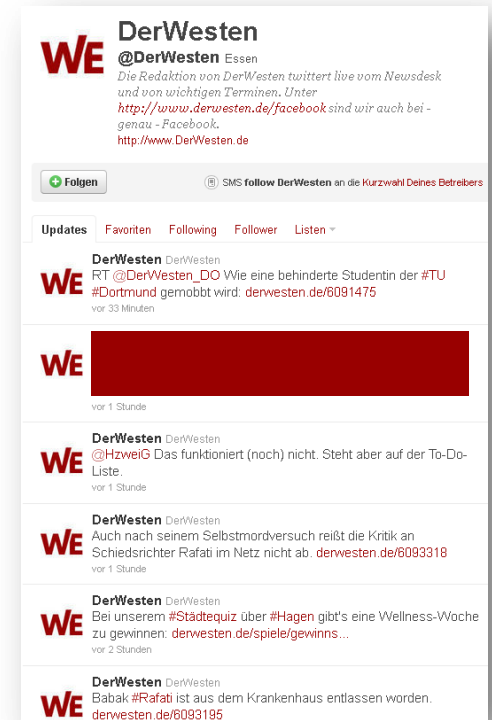 WE
DerWesten
@DerWesten Essen
Die Redaktion von DerWesten twittert live vom Newsdesk
und von wichtigen Terminen. Unter
http://www.derwesten.de/facebook sind wir auch bei -
genau - Facebook.
http://www.DerWesten.de
Folgen
SMS follow DerWesten an die Kurzwahl Deines Betreibers
Updates Favoriten Following Follower Listen
WE
DerWesten DerWesten
RT @DerWesten_DO Wie eine behinderte Studentin der #TU
#Dortmund gemobbt wird: derwesten.de/6091475
vor 33 Minuten
WE
vor 1 Stunde
WE
DerWesten DerWesten
@HzweiG Das funktioniert (noch) nicht. Steht aber auf der To-Do-
Liste.
vor 1 Stunde
WE
DerWesten DerWesten
Auch nach seinem Selbstmordversuch reißt die Kritik an
Schiedsrichter Rafati im Netz nicht ab. derwesten.de/6093318
vor 1 Stunde
WE
DerWesten DerWesten
Bei unserem #Städtequiz über #Hagen gibt's eine Wellness-Woche
zu gewinnen: derwesten.de/spiele/gewinns...
vor 2 Stunden
WE
DerWesten DerWesten
Babak #Rafati ist aus dem Krankenhaus entlassen worden.
derwesten.de/6093195